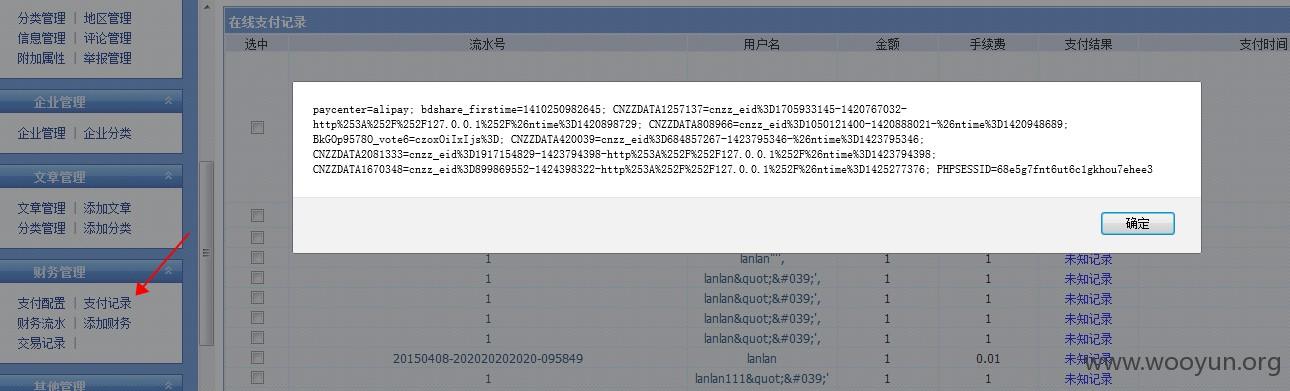 分类管理 | 地区管理
信息管理 | 评论管理
附加属性 | 举报管理
企业管理
企业管理 | 企业分类
文章管理
文章管理 | 添加文章
分类管理 | 添加分类
财务管理
支付配置 | 支付记录
财务流水 | 添加财务
交易记录 |
其他管理
在线支付记录
选中 流水号 用户名 金额 手续费 支付结果 支付时间
paycenter=alipay; bdshare_firstime=1410250982645; CNZZDATA1257137=cnzz_eid%3D1705933145-1420767032-
http%253A%252F%252F127.0.0.1%252F%26ntime%3D1420898729; CNZZDATA808966=cnzz_eid%3D1050121400-1420888021-%26ntime%3D1420948689;
BkGOp95780_vote6=czoxOiIxIjs%3D; CNZZDATA420039=cnzz_eid%3D684857267-1423795346-%26ntime%3D1423795346;
CNZZDATA2081333=cnzz_eid%3D1917154829-1423794398-http%253A%252F%252F127.0.0.1%252F%26ntime%3D1423794398;
CNZZDATA1670348=cnzz_eid%3D899869552-1424398322-http%253A%252F%252F127.0.0.1%252F%26ntime%3D1425277376; PHPSESSID=68e5g7fnt6ut6c1gkhou7ehee3
确定
1 lanlan"", 1 1 未知记录
1 lanlan&quot;&#039;', 1 1 未知记录
1 lanlan&quot;&#039;', 1 1 未知记录
1 lanlan&quot;&#039;', 1 1 未知记录
1 lanlan&quot;&#039;', 1 1 未知记录
20150408-202020202020-095849 lanlan 1 0.01 未知记录
1 lanlan111&quot;&#039;' 1 1 未知记录
www.wooyun.org